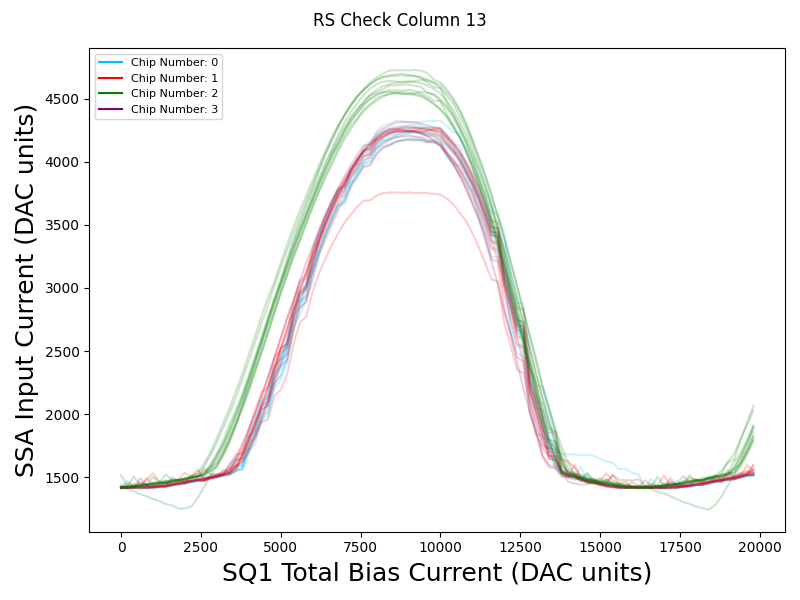 RS Check Column 13
Chip Number: 0
Chip Number: 1
Chip Number: 2
Chip Number: 3
SSA Input Current (DAC units)
4500
4000
3500
3000
2500
2000
1500
0 2500 5000 7500 10000 12500 15000 17500 20000
SQ1 Total Bias Current (DAC units)